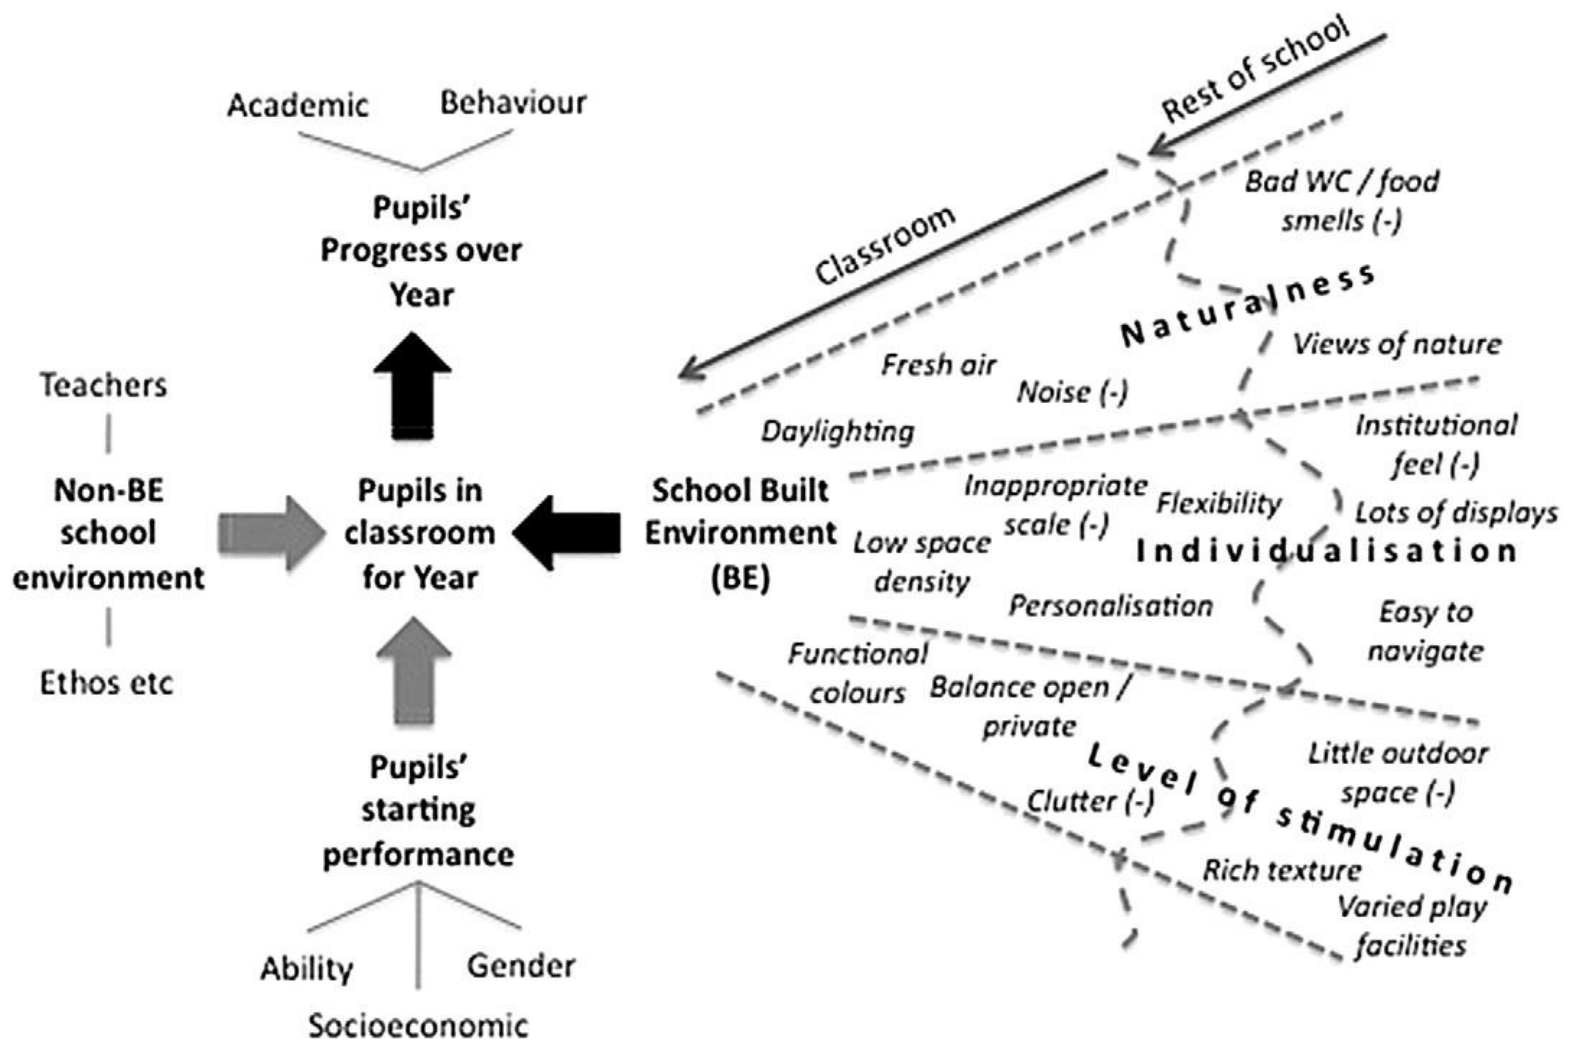 Academic
Behaviour
Pupils'
Progress over
Year
Teachers
Non-BE
school
environment
Ethos etc
Pupils in
classroom
for Year
Pupils'
starting
performance
Ability
Gender
Socioeconomic
School Built
Environment
(BE)
Classroom
Rest of school
Naturalness
Bad WC / food
smells (-)
Fresh air
Noise (-)
Views of nature
Daylighting
Individualisation
Institutional
feel (-)
Inappropriate
scale (-)
Flexibility
Lots of displays
Low space
density
Personalisation
Easy to
navigate
Level of stimulation
Functional
colours
Balance open /
private
Little outdoor
space (-)
Clutter (-)
Rich texture
Varied play
facilities